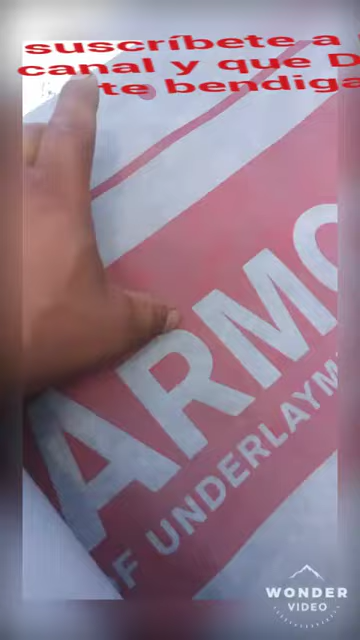 suscríbete a
canal y que D
te bendiga
ARMO
F UNDERLAYM
WONDER
VIDEO